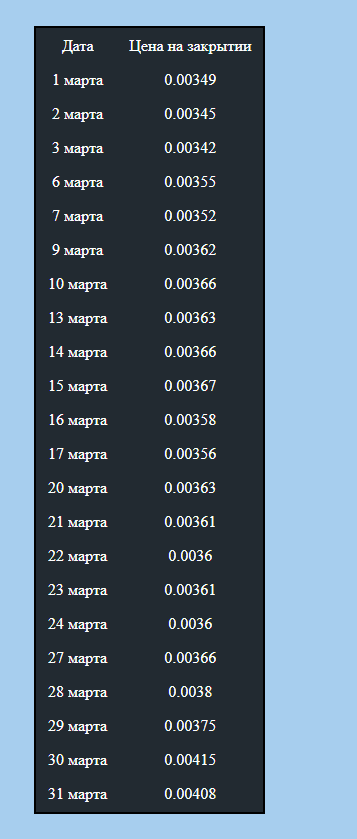 Дата Цена на закрытии
1 марта 0.00349
2 марта 0.00345
3 марта 0.00342
6 марта 0.00355
7 марта 0.00352
9 марта 0.00362
10 марта 0.00366
13 марта 0.00363
14 марта 0.00366
15 марта 0.00367
16 марта 0.00358
17 марта 0.00356
20 марта 0.00363
21 марта 0.00361
22 марта 0.0036
23 марта 0.00361
24 марта 0.0036
27 марта 0.00366
28 марта 0.0038
29 марта 0.00375
30 марта 0.00415
31 марта 0.00408